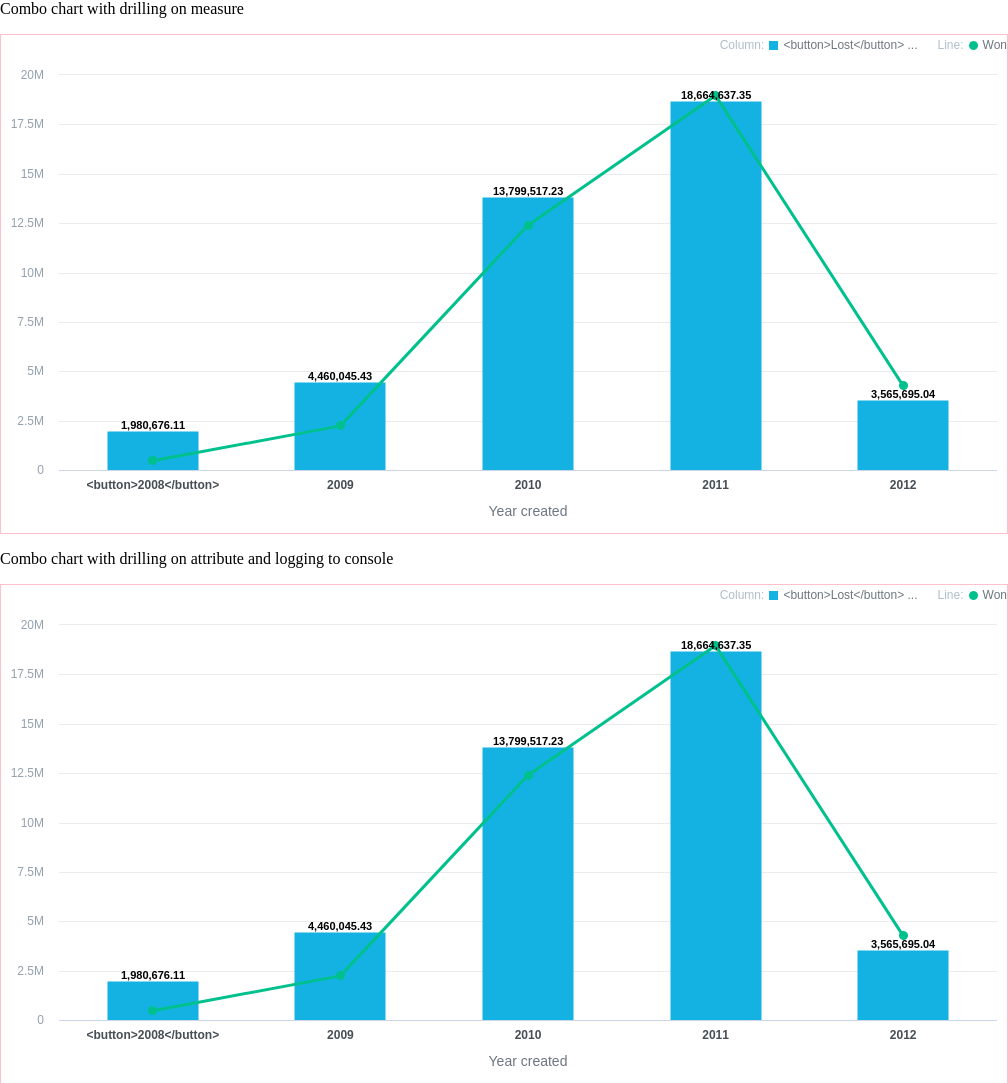 Combo chart with drilling on measure
Column: <button>Lost</button> ... Line: Won
20M
17.5M
15M
12.5M
10M
7.5M
5M
2.5M
0
18,664,637.35
13,799,517.23
4,460,045.43
3,565,695.04
1,980,676.11
<button>2008</button> 2009 2010 2011 2012
Year created
Combo chart with drilling on attribute and logging to console
Column: <button>Lost</button> ... Line: Won
20M
17.5M
15M
12.5M
10M
7.5M
5M
2.5M
0
18,664,637.35
13,799,517.23
4,460,045.43
3,565,695.04
1,980,676.11
<button>2008</button> 2009 2010 2011 2012
Year created